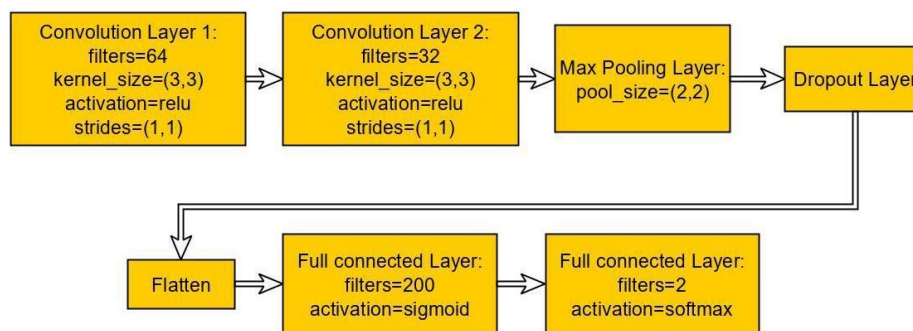 Convolution Layer 1:
filters=64
kernel_size=(3,3)
activation=relu
strides=(1,1)
Convolution Layer 2:
filters=32
kernel_size=(3,3)
activation=relu
strides=(1,1)
Max Pooling Layer:
pool_size=(2,2)
Dropout Layer
Flatten
Full connected Layer:
filters=200
activation=sigmoid
Full connected Layer:
filters=2
activation=softmax